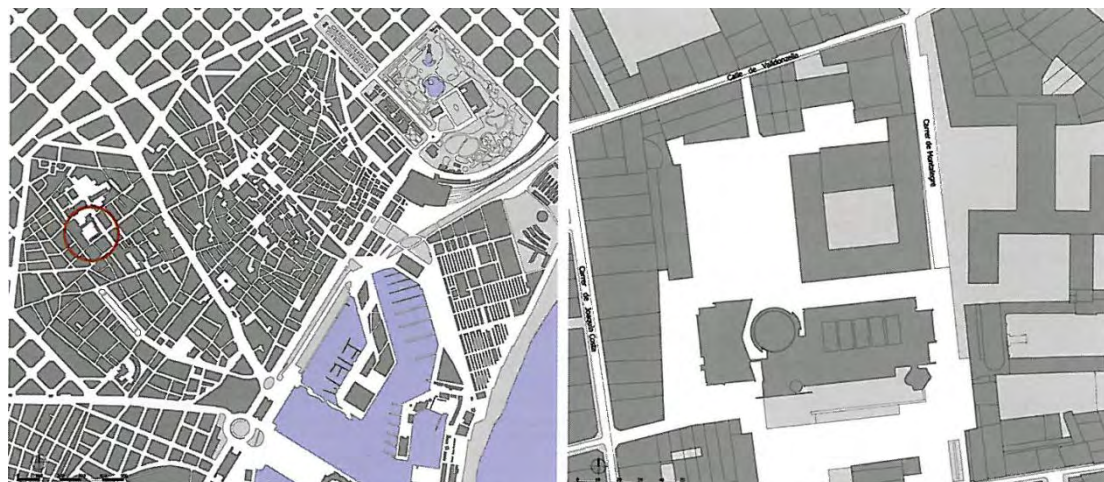 Calle de Valldonzella
Carrer de Montalegre
Carrer de Joaquín Costa